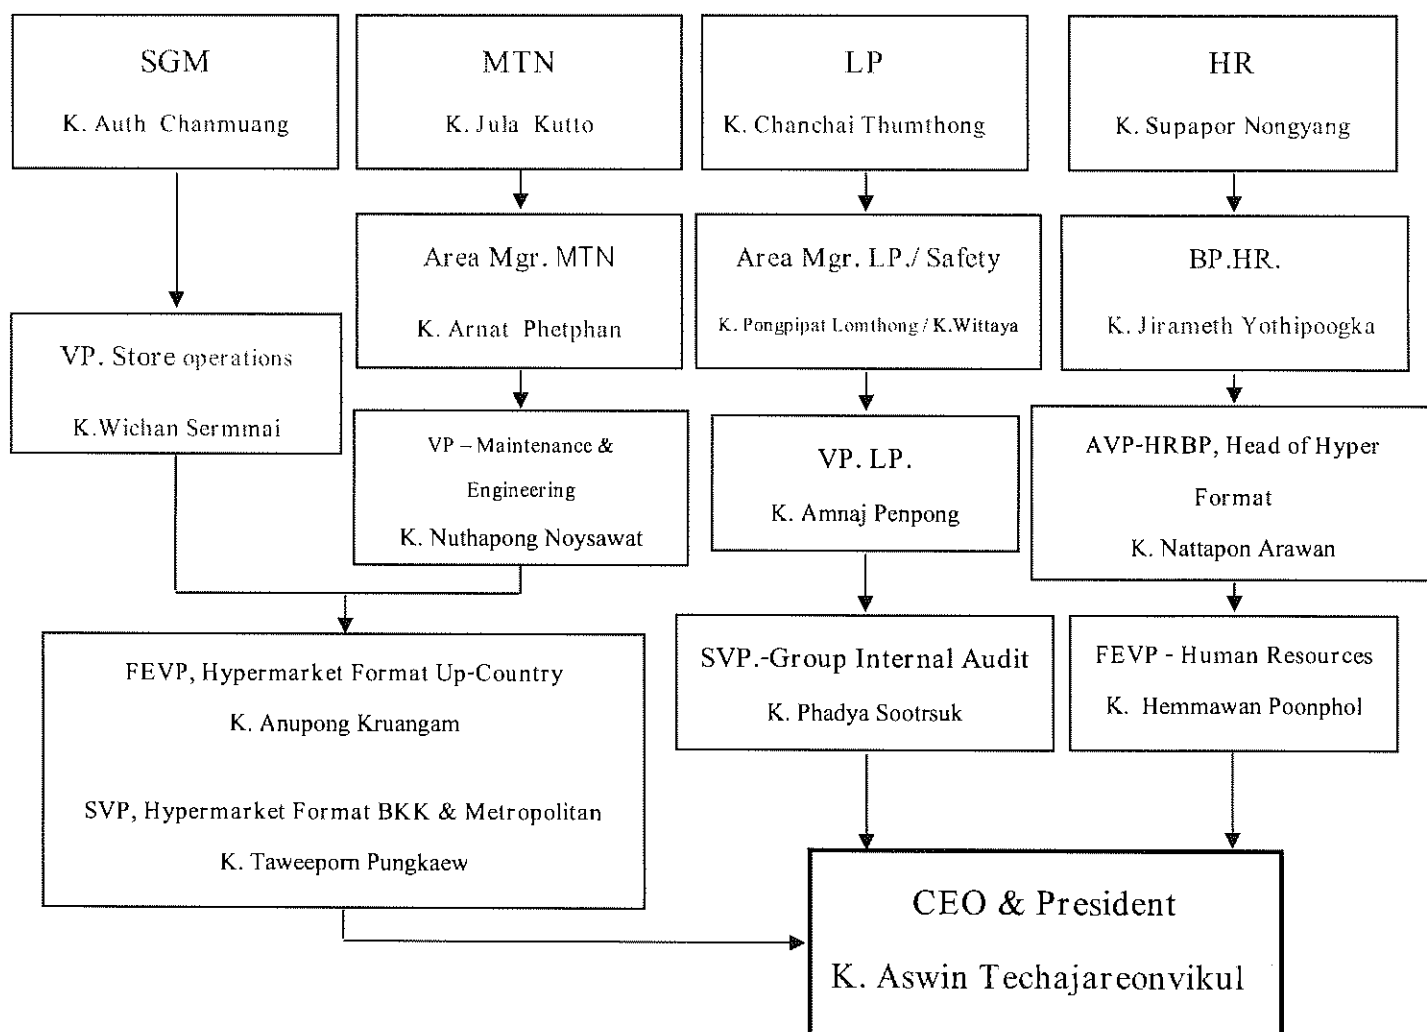 SGM
K. Auth Chanmuang
MTN
K. Jula Kutto
LP
K. Chanchai Thumthong
HR
K. Supapor Nongyang
Area Mgr. MTN
K. Arnat Phetphan
Area Mgr. LP./ Safety
K. Pongpipat Lomthong / K.Wittaya
BP.HR.
K. Jirameth Yothipoogka
VP. Store operations
K.Wichan Sermmai
VP – Maintenance &
Engineering
K. Nuthapong Noysawat
VP. LP.
K. Amnaj Penpong
AVP-HRBP, Head of Hyper
Format
K. Nattapon Arawan
FEVP, Hypermarket Format Up-Country
K. Anupong Kruangam
SVP, Hypermarket Format BKK & Metropolitan
K. Taweeporn Pungkaew
SVP.-Group Internal Audit
K. Phadya Sootrsuk
FEVP - Human Resources
K. Hemmawan Poonphol
CEO & President
K. Aswin Techajareonvikul